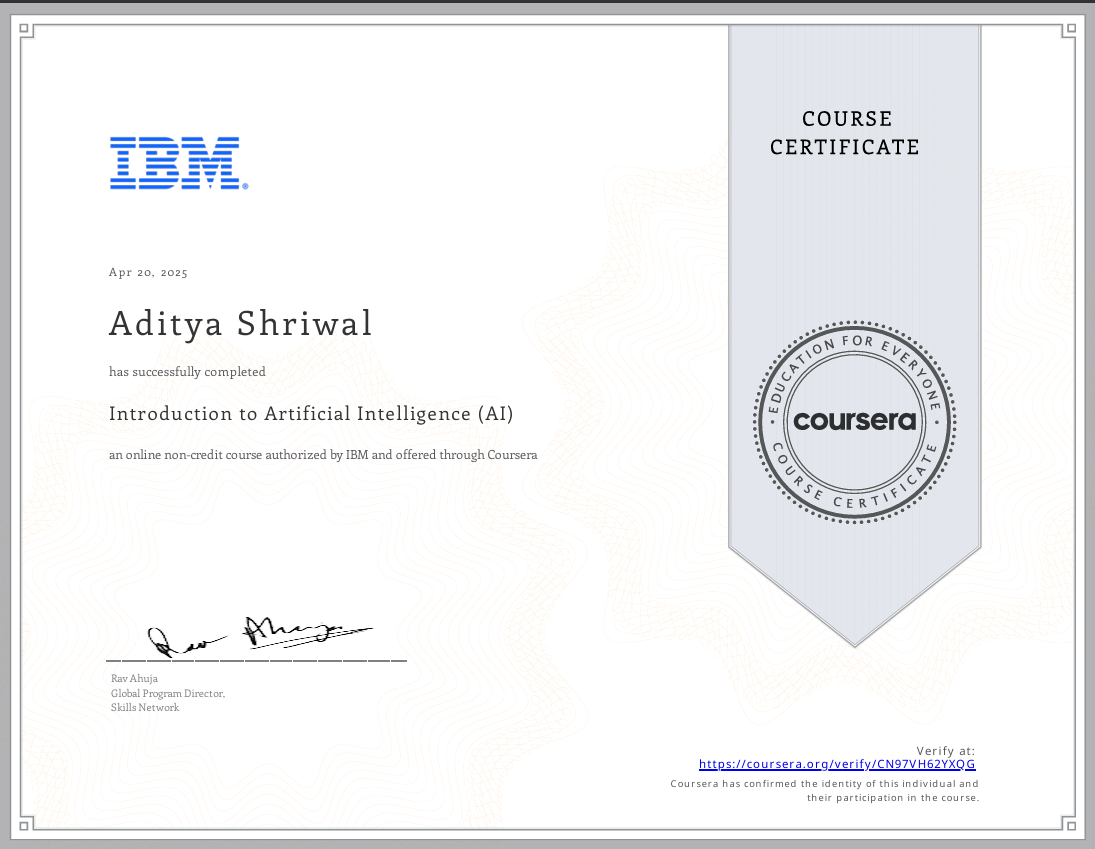 COURSE
CERTIFICATE
IBM®
Apr 20, 2025
Aditya Shriwal
has successfully completed
Introduction to Artificial Intelligence (AI)
an online non-credit course authorized by IBM and offered through Coursera
• EDUCATION FOR EVERYONE •
coursera
COURSE CERTIFICATE
Rav Ahuja
Rav Ahuja
Global Program Director,
Skills Network
Verify at:
https://coursera.org/verify/CN97VH62YXQG
Coursera has confirmed the identity of this individual and
their participation in the course.